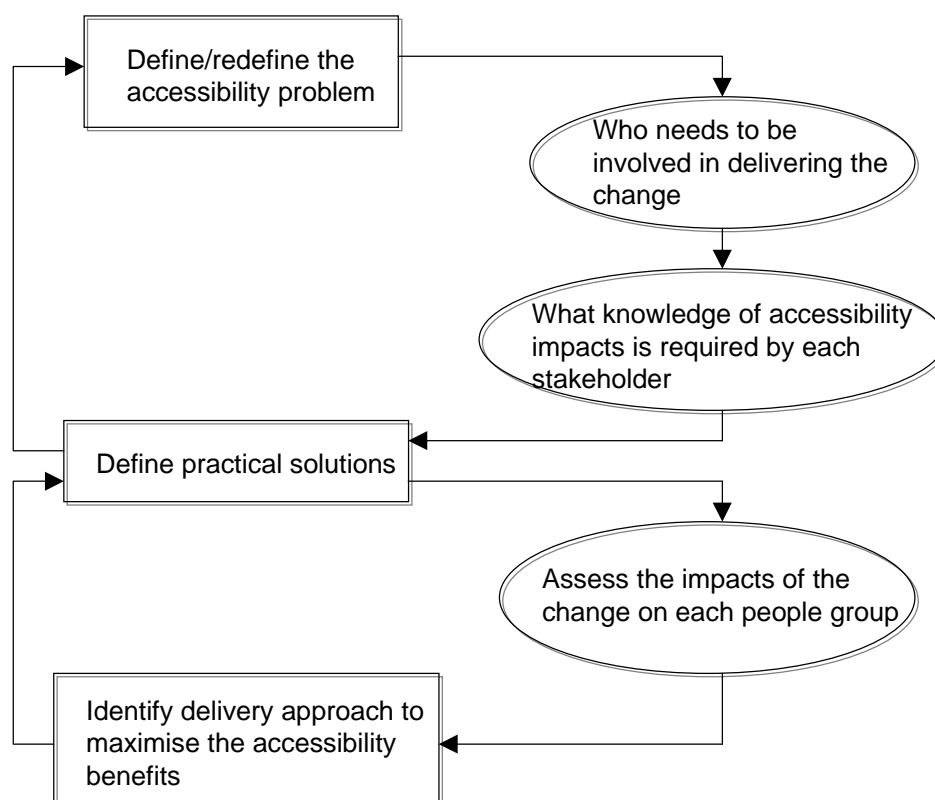 Define/redefine the
accessibility problem
Who needs to be
involved in delivering the
change
What knowledge of accessibility
impacts is required by each
stakeholder
Define practical solutions
Assess the impacts of the
change on each people group
Identify delivery approach to
maximise the accessibility
benefits